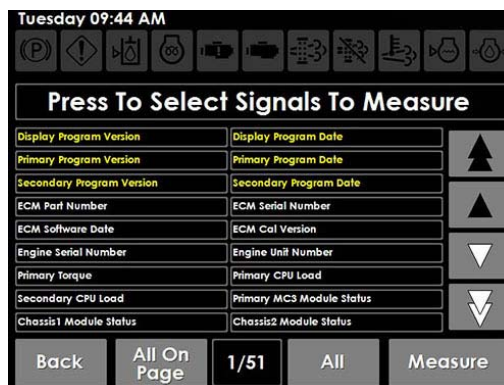 Tuesday 09:44 AM
Press To Select Signals To Measure
Display Program Version Display Program Date
Primary Program Version Primary Program Date
Secondary Program Version Secondary Program Date
ECM Part Number ECM Serial Number
ECM Software Date ECM Cal Version
Engine Serial Number Engine Unit Number
Primary Torque Primary CPU Load
Secondary CPU Load Primary MC3 Module Status
Chassis1 Module Status Chassis2 Module Status
Back All On Page 1/51 All Measure